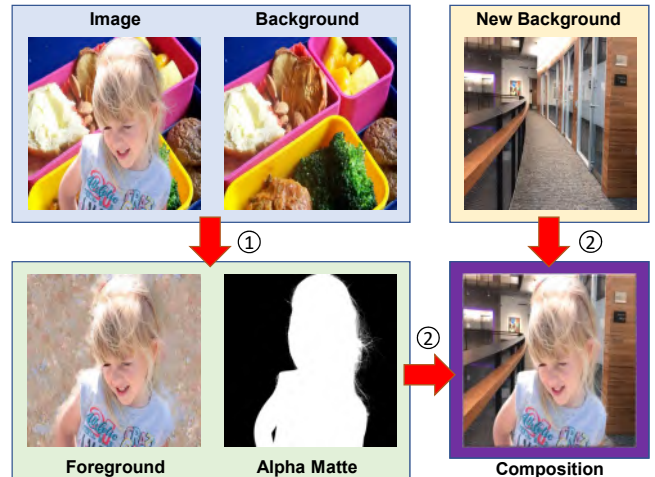 Image
Background
New Background
①
②
②
Foreground
Alpha Matte
Composition